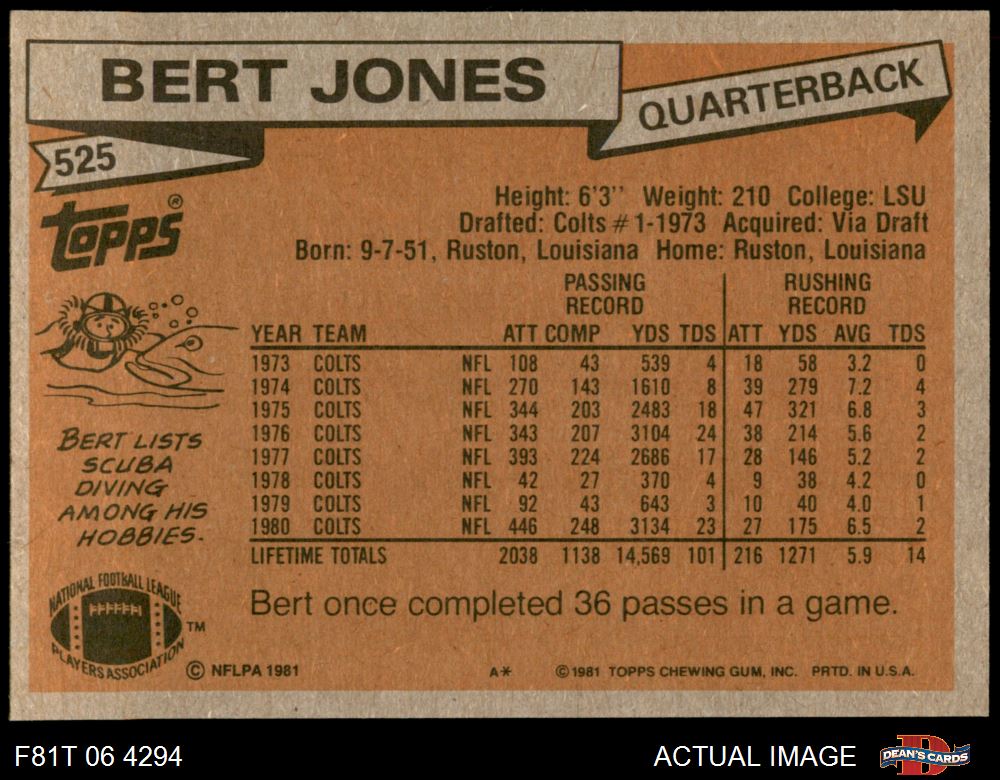 BERT JONES
QUARTERBACK
525
topps®
Height: 6'3'' Weight: 210 College: LSU
Drafted: Colts #1-1973 Acquired: Via Draft
Born: 9-7-51, Ruston, Louisiana Home: Ruston, Louisiana
PASSING RECORD RUSHING RECORD
YEAR TEAM ATT COMP YDS TDS ATT YDS AVG TDS
1973 COLTS NFL 108 43 539 4 18 58 3.2 0
1974 COLTS NFL 270 143 1610 8 39 279 7.2 4
1975 COLTS NFL 344 203 2483 18 47 321 6.8 3
1976 COLTS NFL 343 207 3104 24 38 214 5.6 2
1977 COLTS NFL 393 224 2686 17 28 146 5.2 2
1978 COLTS NFL 42 27 370 4 9 38 4.2 0
1979 COLTS NFL 92 43 643 3 10 40 4.0 1
1980 COLTS NFL 446 248 3134 23 27 175 6.5 2
LIFETIME TOTALS 2038 1138 14,569 101 216 1271 5.9 14
BERT LISTS
SCUBA
DIVING
AMONG HIS
HOBBIES.
Bert once completed 36 passes in a game.
NATIONAL FOOTBALL LEAGUE
PLAYERS ASSOCIATION
TM
© NFLPA 1981 A* © 1981 TOPPS CHEWING GUM, INC. PRTD. IN U.S.A.
F81T 06 4294 ACTUAL IMAGE DEAN'S CARDS